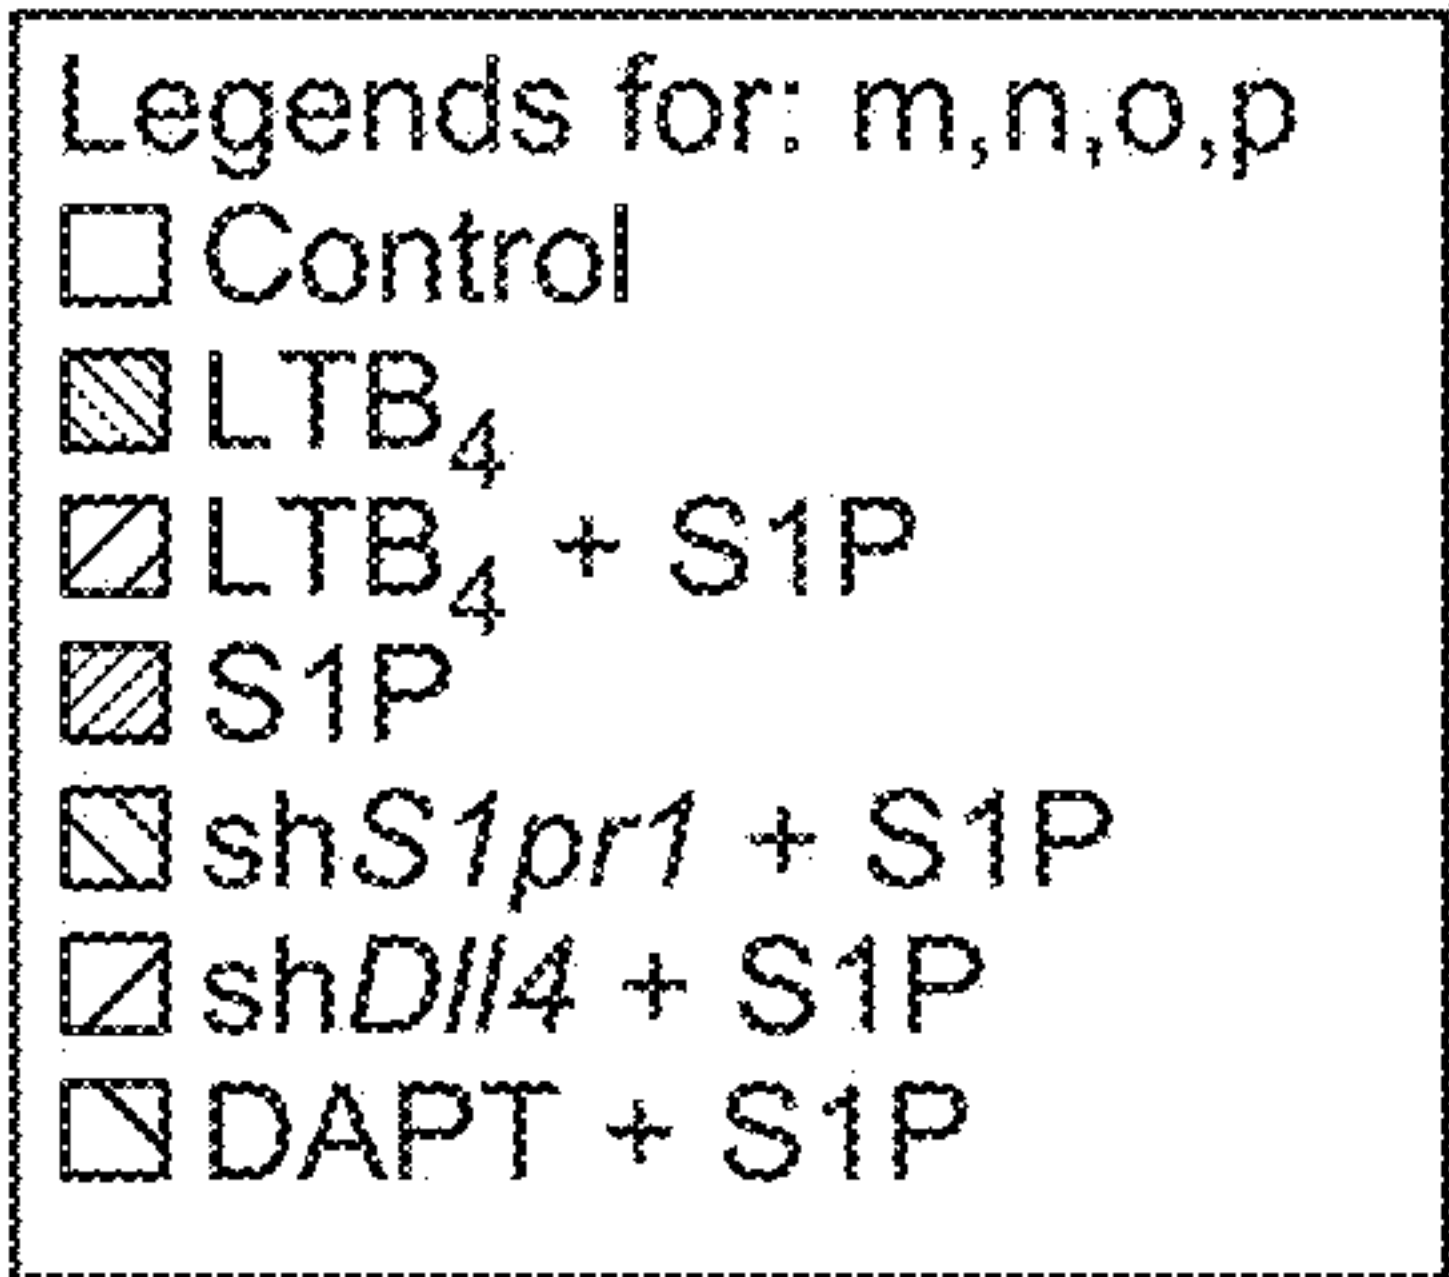 Legends for: m,n,o,p
Control
LTB₄
LTB₄ + S1P
S1P
shS1pr1 + S1P
shDll4 + S1P
DAPT + S1P